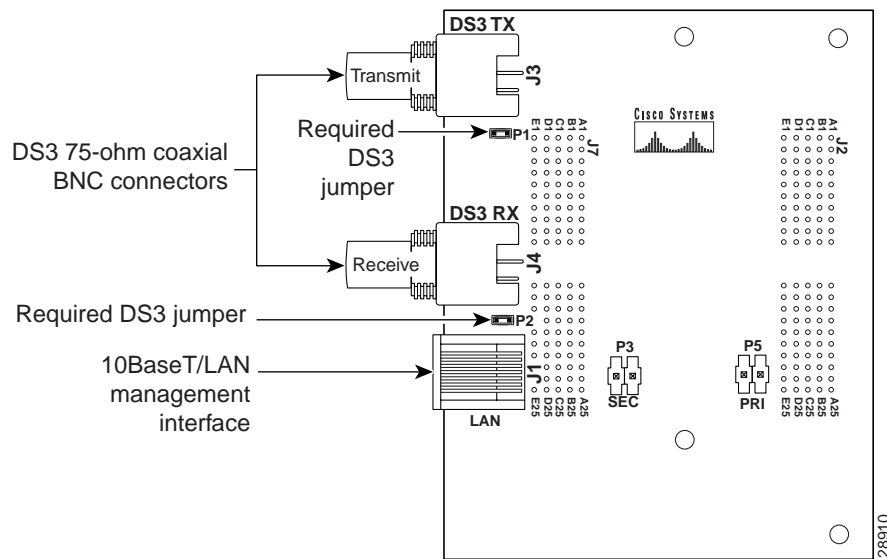 DS3 TX
Transmit
J3
Required
DS3
jumper
P1
DS3 75-ohm coaxial
BNC connectors
E1
D1
C1
B1
A1
J7
CISCO SYSTEMS
E1
D1
C1
B1
A1
J2
DS3 RX
Receive
J4
Required DS3 jumper
P2
10BaseT/LAN
management
interface
J1
LAN
E25
D25
C25
B25
A25
P3
SEC
P5
PRI
E25
D25
C25
B25
A25
28910